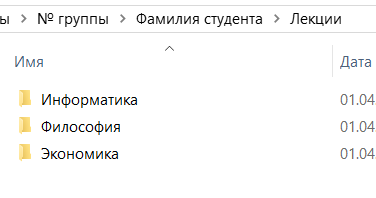 ы > № группы > Фамилия студента > Лекции
Имя Дата
Информатика 01.04
Философия 01.04
Экономика 01.04